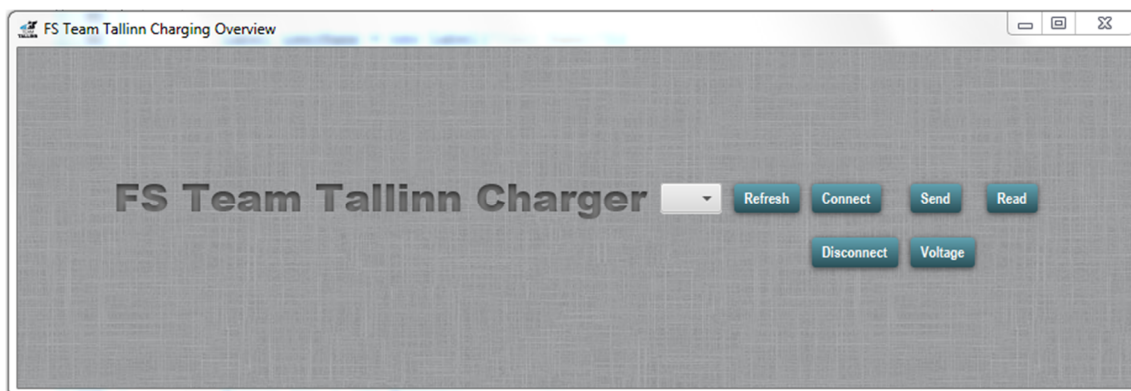 FS Team Tallinn Charging Overview
FS Team Tallinn Charger Refresh Connect Send Read
Disconnect Voltage